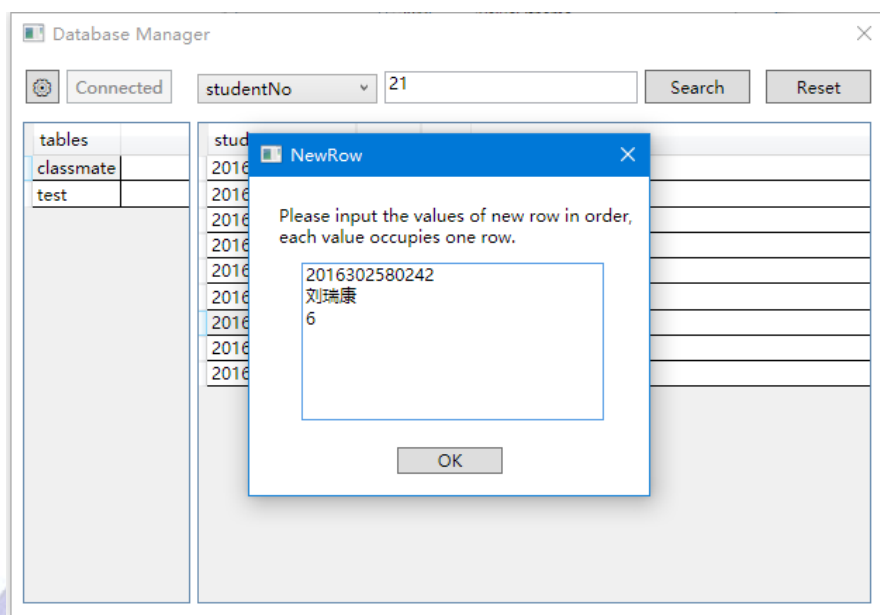 Database Manager
Connected
studentNo
21
Search
Reset
tables
classmate
test
stud
2016
2016
2016
2016
2016
2016
2016
2016
2016
NewRow
Please input the values of new row in order,
each value occupies one row.
2016302580242
刘瑞康
6
OK